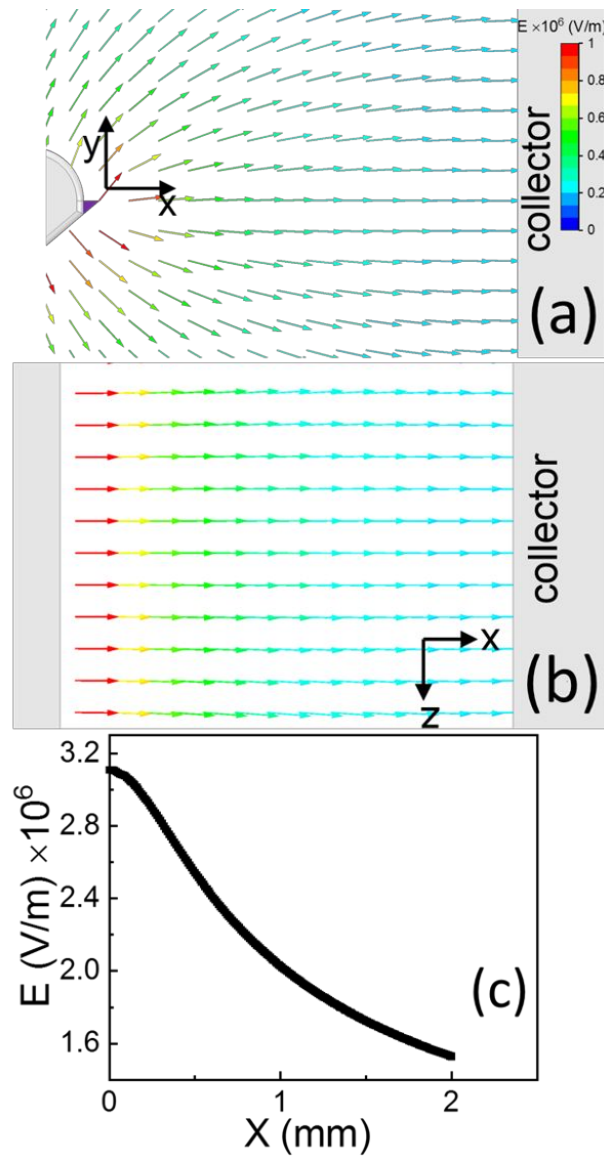 E ×10⁶ (V/m)
1
0.8
0.6
0.4
0.2
0
y
x
collector
(a)
collector
x
z
(b)
3.2
2.8
2.4
2.0
1.6
E (V/m) ×10⁶
(c)
0
1
2
X (mm)